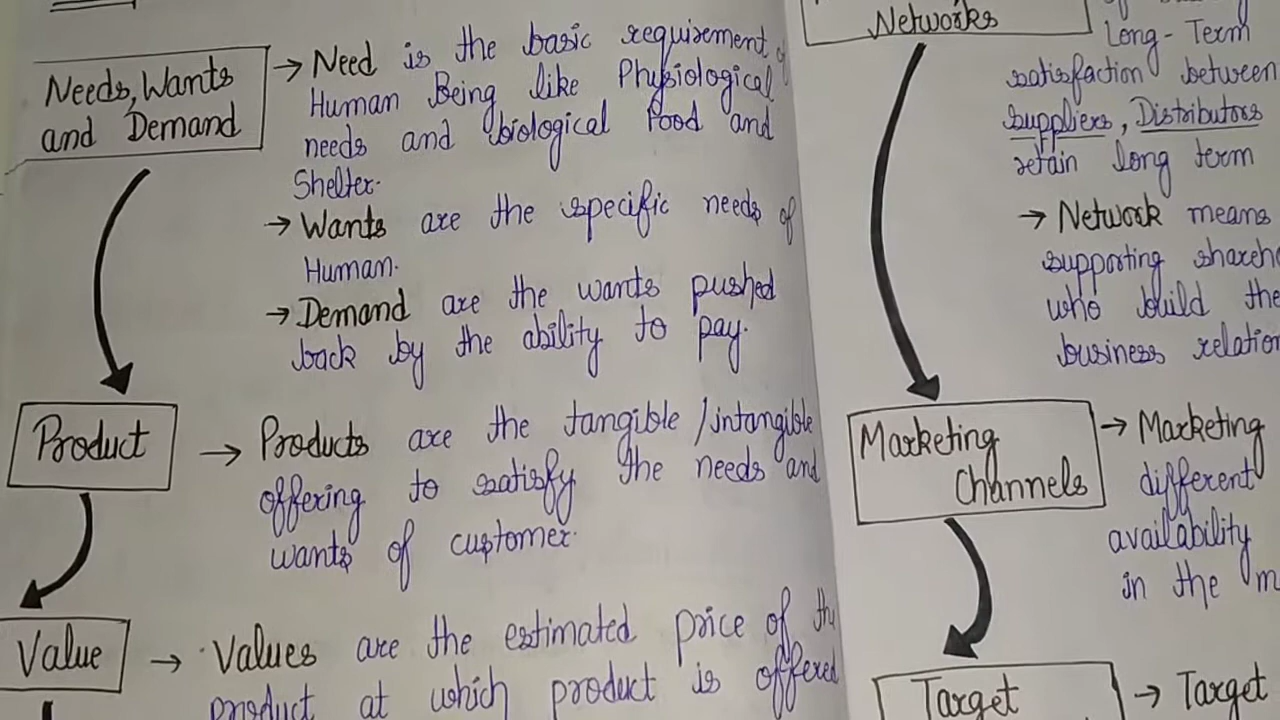 Needs, Wants
and Demand
→ Need is the basic requirement of
Human Being like Physiological
needs and biological Food and
Shelter.
→ Wants are the specific needs of
Human.
→ Demand are the wants pushed
back by the ability to pay.
Product
→ Products are the tangible/intangible
offering to satisfy the needs and
wants of customer.
Value
→ Values are the estimated price of the
product at which product is offered
Networks
Long-Term
satisfaction between
suppliers, Distributors
retain long term
→ Network means
supporting
who build the
business
Marketing
Channels
→ Marketing
different
availability
in the
Target
→ Target